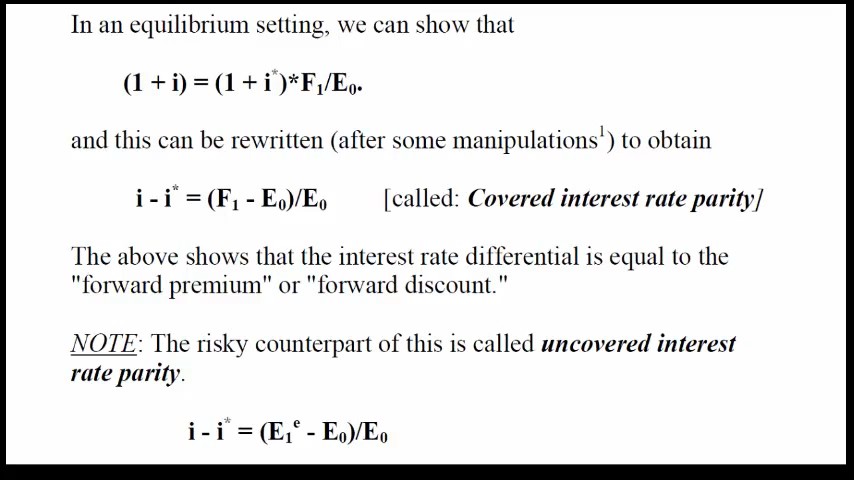 In an equilibrium setting, we can show that
(1 + i) = (1 + i*)*F₁/E₀.
and this can be rewritten (after some manipulations¹) to obtain
i - i* = (F₁ - E₀)/E₀ [called: Covered interest rate parity]
The above shows that the interest rate differential is equal to the
"forward premium" or "forward discount."
NOTE: The risky counterpart of this is called uncovered interest
rate parity.
i - i* = (E₁ᵉ - E₀)/E₀